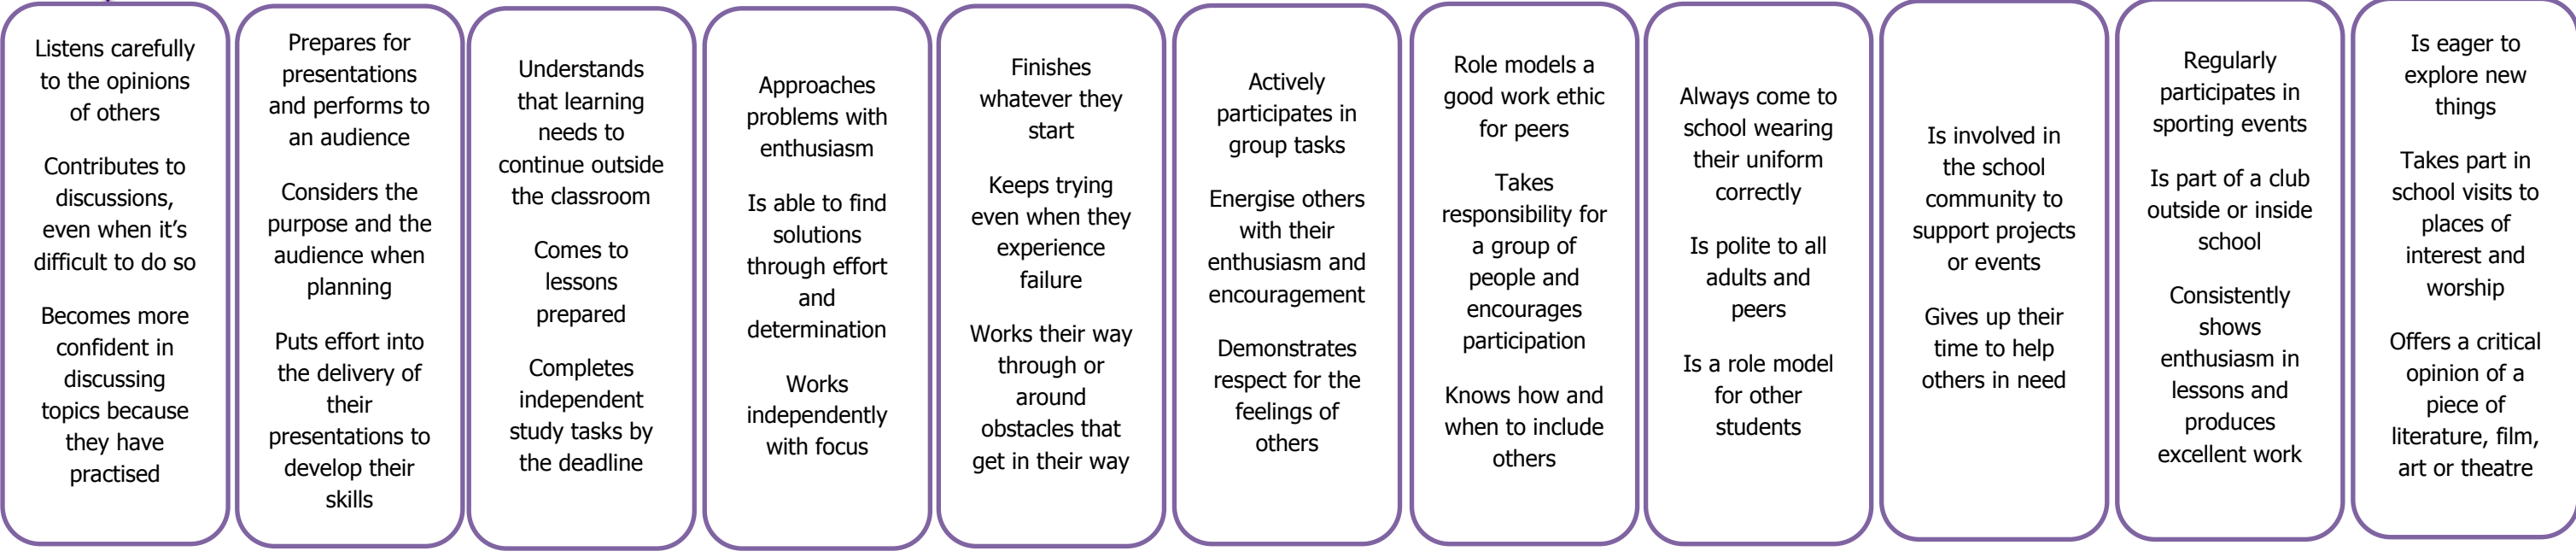 Listens carefully
to the opinions
of others
Contributes to
discussions,
even when it’s
difficult to do so
Becomes more
confident in
discussing
topics because
they have
practised
Prepares for
presentations
and performs to
an audience
Considers the
purpose and the
audience when
planning
Puts effort into
the delivery of
their
presentations to
develop their
skills
Understands
that learning
needs to
continue outside
the classroom
Comes to
lessons
prepared
Completes
independent
study tasks by
the deadline
Approaches
problems with
enthusiasm
Is able to find
solutions
through effort
and
determination
Works
independently
with focus
Finishes
whatever they
start
Keeps trying
even when they
experience
failure
Works their way
through or
around
obstacles that
get in their way
Actively
participates in
group tasks
Energise others
with their
enthusiasm and
encouragement
Demonstrates
respect for the
feelings of
others
Role models a
good work ethic
for peers
Takes
responsibility for
a group of
people and
encourages
participation
Knows how and
when to include
others
Always come to
school wearing
their uniform
correctly
Is polite to all
adults and
peers
Is a role model
for other
students
Is involved in
the school
community to
support projects
or events
Gives up their
time to help
others in need
Regularly
participates in
sporting events
Is part of a club
outside or inside
school
Consistently
shows
enthusiasm in
lessons and
produces
excellent work
Is eager to
explore new
things
Takes part in
school visits to
places of
interest and
worship
Offers a critical
opinion of a
piece of
literature, film,
art or theatre